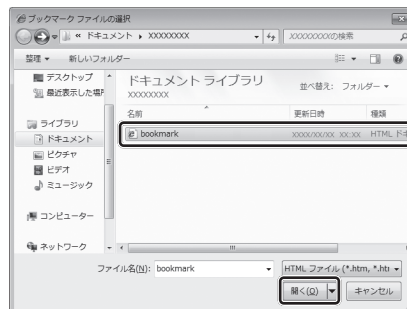 ブックマーク ファイルの選択
« ドキュメント ▸ XXXXXXXX
XXXXXXXXの検索
整理 ▼ 新しいフォルダー
デスクトップ
最近表示した場所
ライブラリ
ドキュメント
ピクチャ
ビデオ
ミュージック
コンピューター
ネットワーク
ドキュメント ライブラリ
XXXXXXXX
並べ替え: フォルダー ▼
名前 更新日時 種類
bookmark XXXX/XX/XX XX:XX HTML ドキ
ファイル名(N): bookmark
HTML ファイル (*.htm, *.ht
開く(O) キャンセル